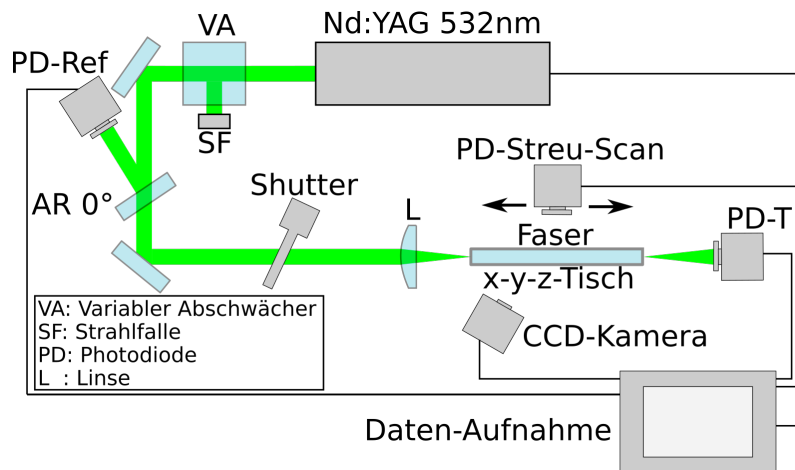 VA
Nd:YAG 532nm
PD-Ref
SF
PD-Streu-Scan
Shutter
AR 0°
L
PD-T
Faser
x-y-z-Tisch
VA: Variabler Abschwächer
SF: Strahlfalle
PD: Photodiode
L : Linse
CCD-Kamera
Daten-Aufnahme